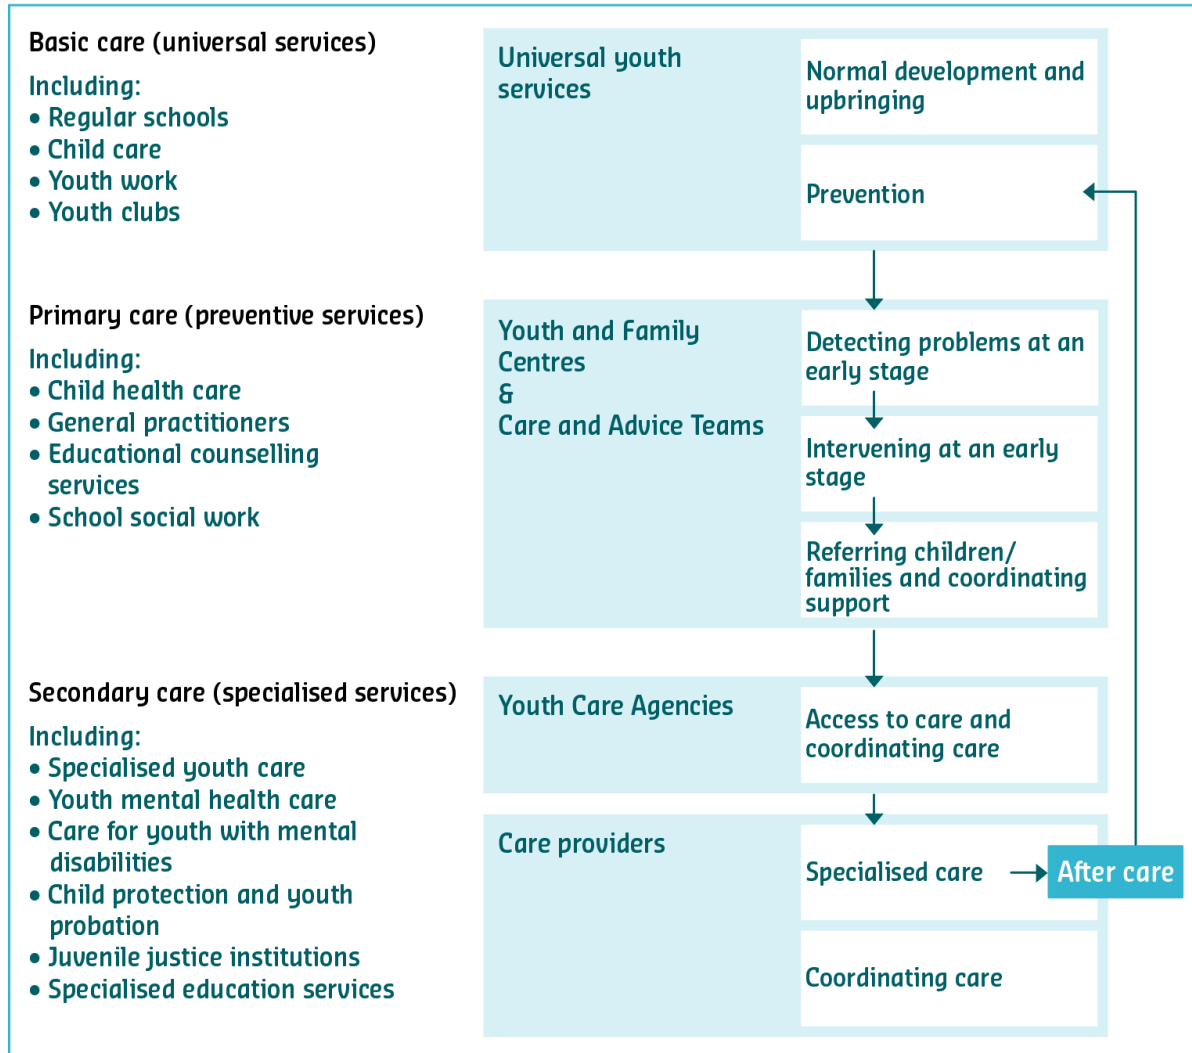 Basic care (universal services)
Including:
• Regular schools
• Child care
• Youth work
• Youth clubs
Universal youth
services
Normal development and
upbringing
Prevention
Primary care (preventive services)
Including:
• Child health care
• General practitioners
• Educational counselling
services
• School social work
Youth and Family
Centres
&
Care and Advice Teams
Detecting problems at an
early stage
Intervening at an early
stage
Referring children/
families and coordinating
support
Secondary care (specialised services)
Including:
• Specialised youth care
• Youth mental health care
• Care for youth with mental
disabilities
• Child protection and youth
probation
• Juvenile justice institutions
• Specialised education services
Youth Care Agencies
Access to care and
coordinating care
Care providers
Specialised care
After care
Coordinating care